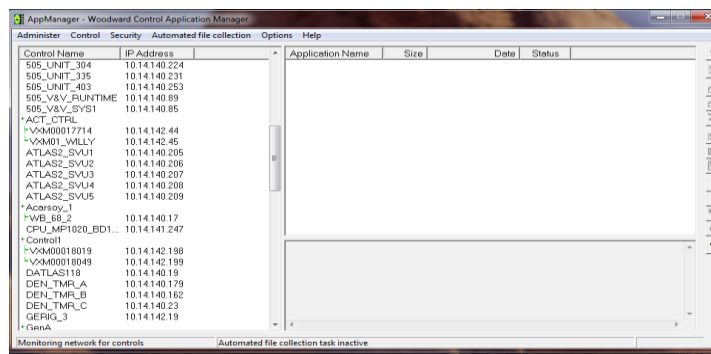 AppManager - Woodward Control Application Manager
Administer Control Security Automated file collection Options Help
Control Name IP Address
505_UNIT_304 10.14.140.224
505_UNIT_335 10.14.140.231
505_UNIT_403 10.14.140.253
505_V&V_RUNTIME 10.14.140.89
505_V&V_SYS1 10.14.140.85
ACT_CTRL
VXM00017714 10.14.142.44
VXM01_WILLY 10.14.142.45
ATLAS2_SVU1 10.14.140.205
ATLAS2_SVU2 10.14.140.206
ATLAS2_SVU3 10.14.140.207
ATLAS2_SVU4 10.14.140.208
ATLAS2_SVU5 10.14.140.209
Acarsoy_1
WB_68_2 10.14.140.17
CPU_MP1020_BD1... 10.14.141.247
Control1
VXM00018019 10.14.142.198
VXM00018049 10.14.142.199
DATLAS118 10.14.140.19
DEN_TMR_A 10.14.140.179
DEN_TMR_B 10.14.140.162
DEN_TMR_C 10.14.140.23
GERIG_3 10.14.142.19
GenA
Application Name Size Date Status
Monitoring network for controls Automated file collection task inactive